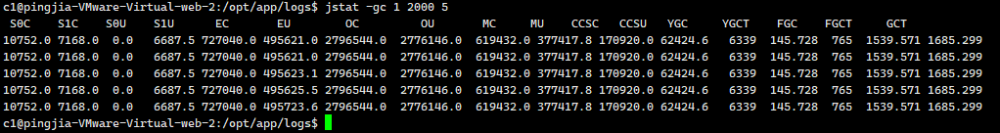 c1@pingjia-VMware-Virtual-web-2:/opt/app/logs$ jstat -gc 1 2000 5
S0C S1C S0U S1U EC EU OC OU MC MU CCSC CCSU YGC YGCT FGC FGCT GCT
10752.0 7168.0 0.0 6687.5 727040.0 495621.0 2796544.0 2776146.0 619432.0 377417.8 170920.0 62424.6 6339 145.728 765 1539.571 1685.299
10752.0 7168.0 0.0 6687.5 727040.0 495621.0 2796544.0 2776146.0 619432.0 377417.8 170920.0 62424.6 6339 145.728 765 1539.571 1685.299
10752.0 7168.0 0.0 6687.5 727040.0 495623.1 2796544.0 2776146.0 619432.0 377417.8 170920.0 62424.6 6339 145.728 765 1539.571 1685.299
10752.0 7168.0 0.0 6687.5 727040.0 495625.5 2796544.0 2776146.0 619432.0 377417.8 170920.0 62424.6 6339 145.728 765 1539.571 1685.299
10752.0 7168.0 0.0 6687.5 727040.0 495723.6 2796544.0 2776146.0 619432.0 377417.8 170920.0 62424.6 6339 145.728 765 1539.571 1685.299
c1@pingjia-VMware-Virtual-web-2:/opt/app/logs$